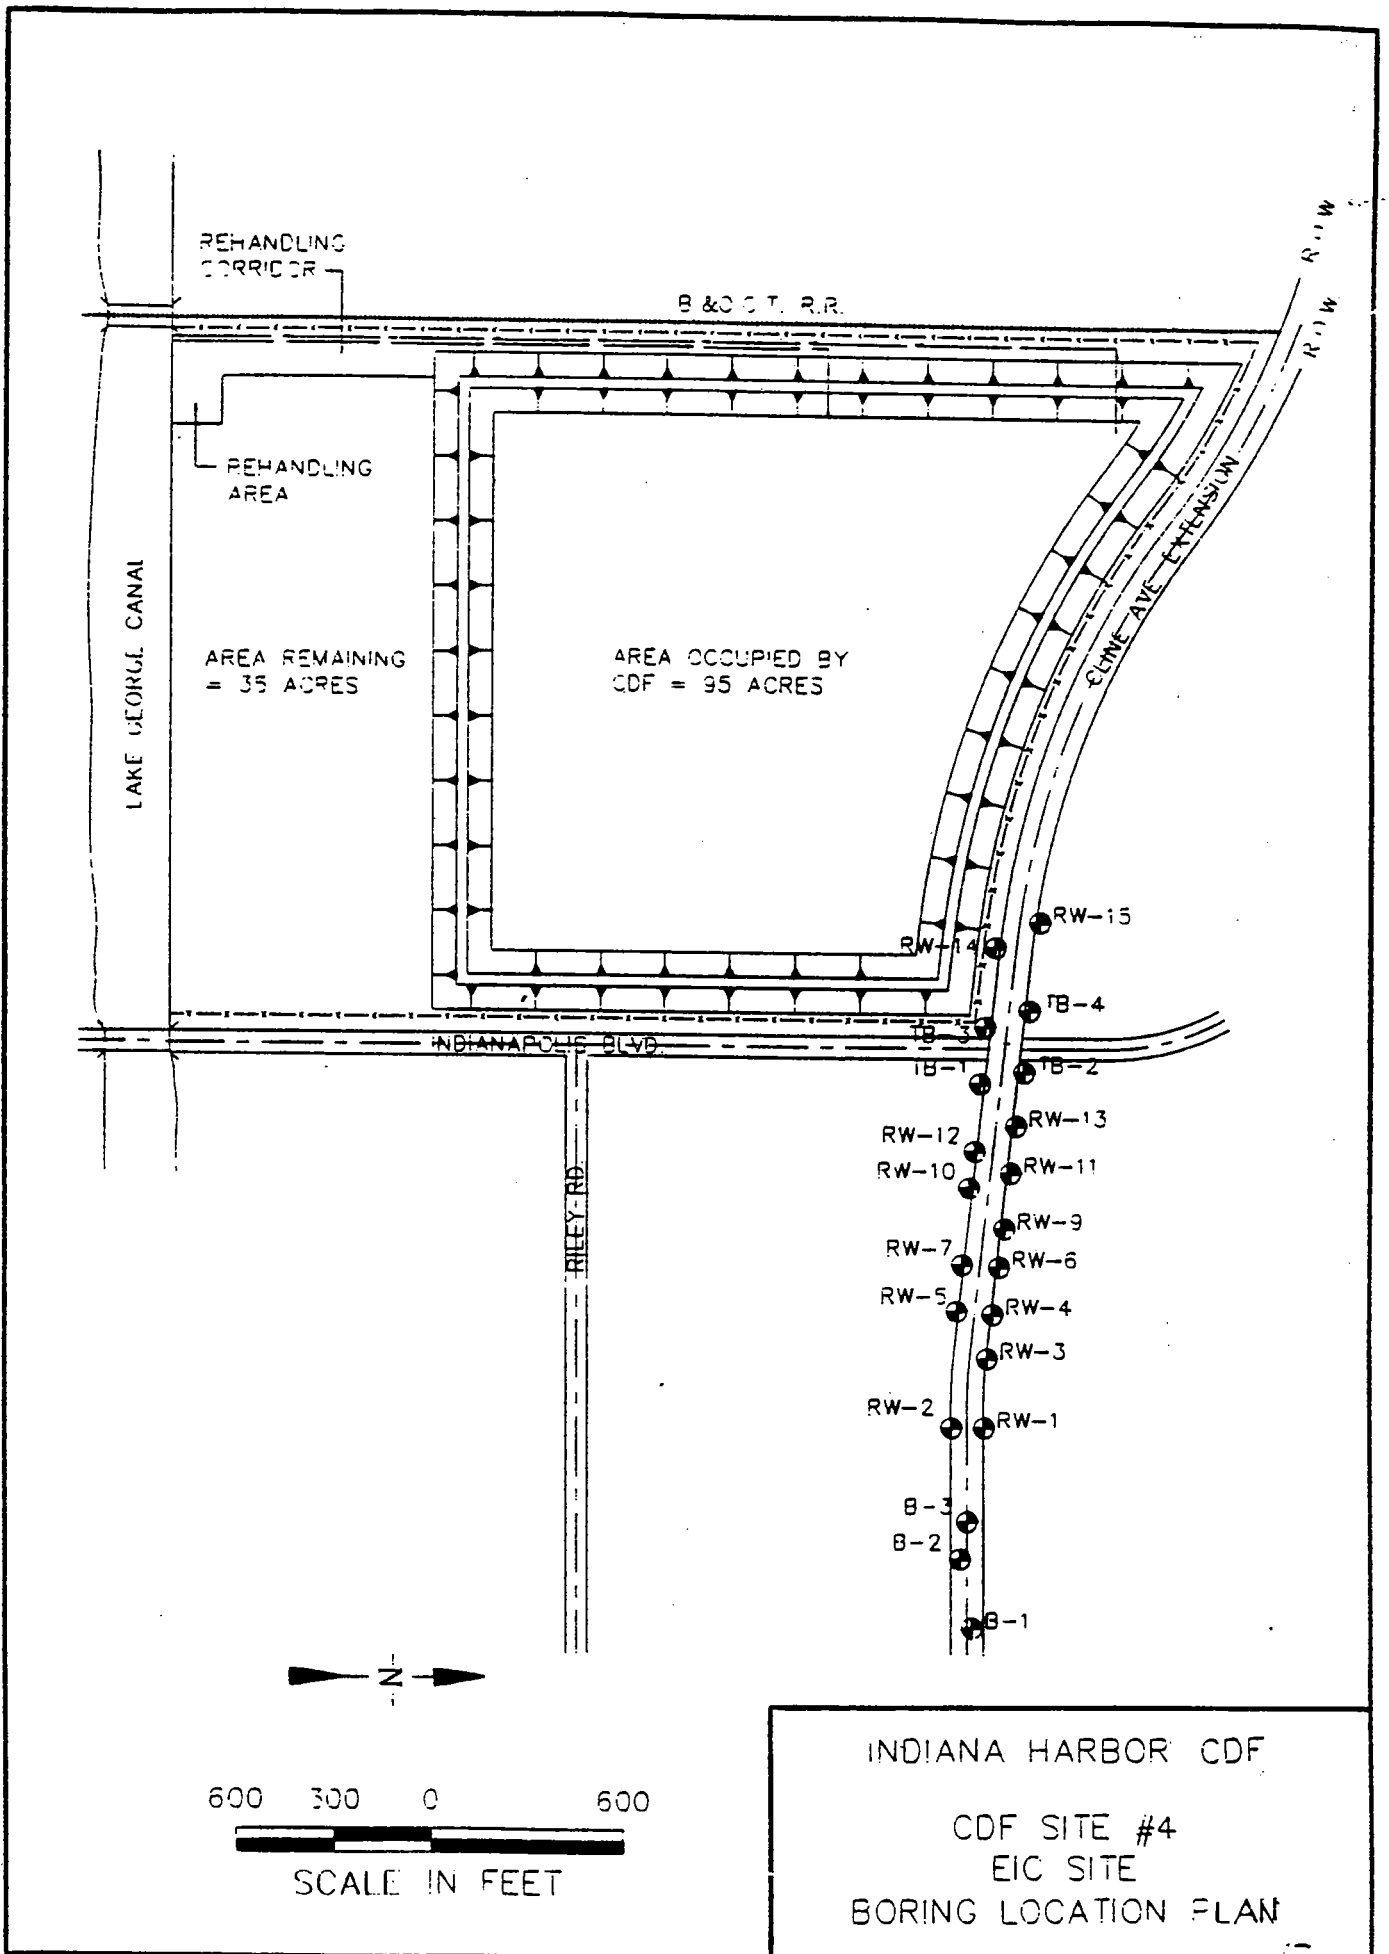 REHANDLING
CORRIDOR
B & O C T. R.R.
R.O.W
R.O.W
REHANDLING
AREA
LAKE GEORGE CANAL
AREA REMAINING
= 35 ACRES
AREA OCCUPIED BY
CDF = 95 ACRES
CLINE AVE EXTENSION
RW-15
RW-14
TB-4
TB-3
INDIANAPOLIS BLVD.
TB-1
TB-2
RW-13
RW-12
RW-11
RW-10
RILEY RD.
RW-9
RW-7
RW-6
RW-5
RW-4
RW-3
RW-2
RW-1
B-3
B-2
B-1
N
600 300 0 600
SCALE IN FEET
INDIANA HARBOR CDF
CDF SITE #4
EIC SITE
BORING LOCATION PLAN